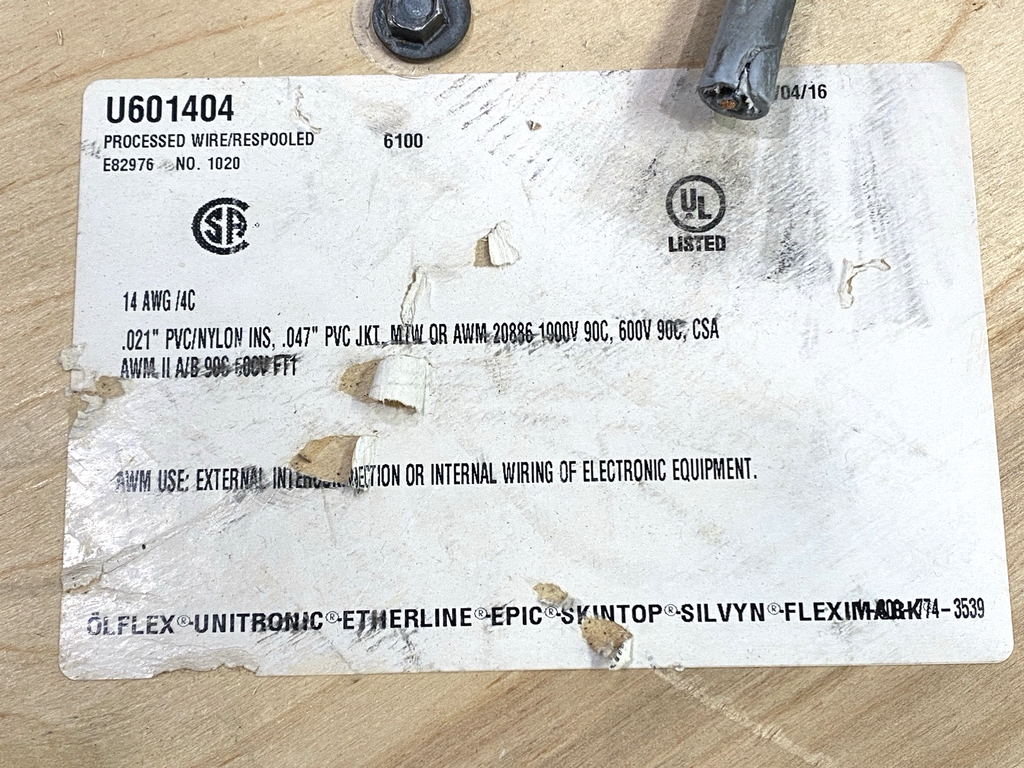 U601404
/04/16
PROCESSED WIRE/RESPOOLED 6100
E82976 NO. 1020
CSA
UL
LISTED
14 AWG /4C
.021" PVC/NYLON INS, .047" PVC JKT, MTW OR AWM 20886 1000V 90C, 600V 90C, CSA
AWM II A/B 90C 600V FT1
AWM USE: EXTERNAL INTERCONNECTION OR INTERNAL WIRING OF ELECTRONIC EQUIPMENT.
ÖLFLEX®-UNITRONIC®-ETHERLINE®-EPIC®-SKINTOP®-SILVYN®-FLEXIMARK 774-3539